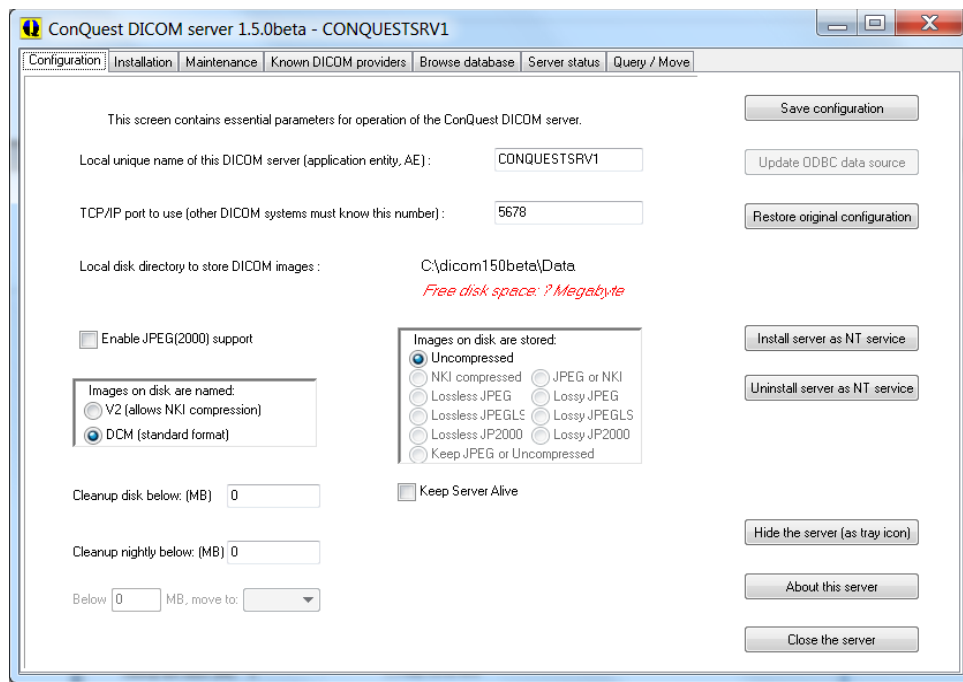 ConQuest DICOM server 1.5.0beta - CONQUESTSRV1
Configuration Installation Maintenance Known DICOM providers Browse database Server status Query / Move
This screen contains essential parameters for operation of the ConQuest DICOM server.
Save configuration
Local unique name of this DICOM server (application entity, AE) : CONQUESTSRV1
Update ODBC data source
TCP/IP port to use (other DICOM systems must know this number) : 5678
Restore original configuration
Local disk directory to store DICOM images : C:\dicom150beta\Data
Free disk space: ? Megabyte
Enable JPEG(2000) support
Images on disk are named:
V2 (allows NKI compression)
DCM (standard format)
Images on disk are stored:
Uncompressed
NKI compressed JPEG or NKI
Lossless JPEG Lossy JPEG
Lossless JPEGLS Lossy JPEGLS
Lossless JP2000 Lossy JP2000
Keep JPEG or Uncompressed
Install server as NT service
Uninstall server as NT service
Cleanup disk below: (MB) 0
Keep Server Alive
Cleanup nightly below: (MB) 0
Below 0 MB, move to:
Hide the server (as tray icon)
About this server
Close the server